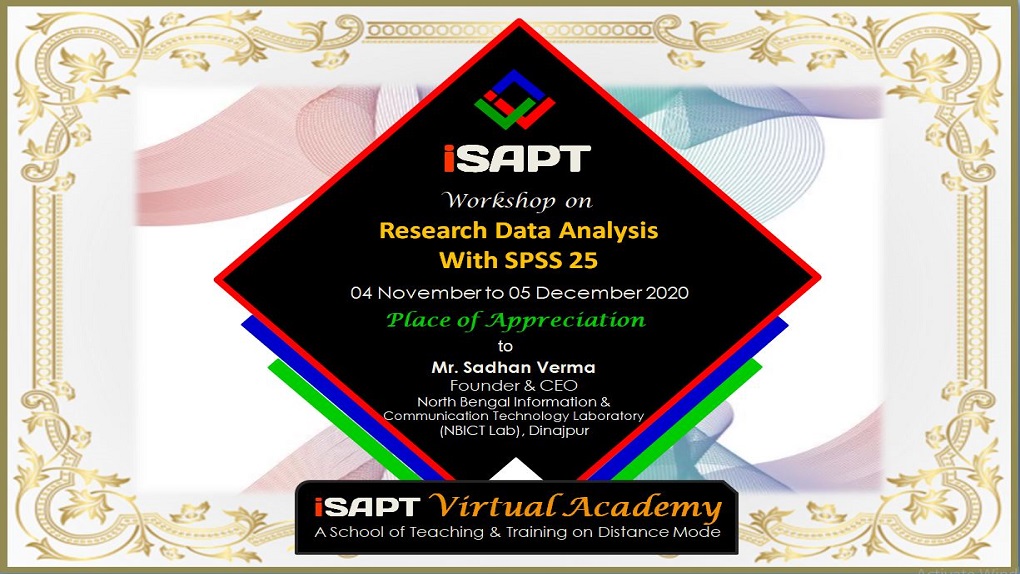 iSAPT
Workshop on
Research Data Analysis
With SPSS 25
04 November to 05 December 2020
Place of Appreciation
to
Mr. Sadhan Verma
Founder & CEO
North Bengal Information &
Communication Technology Laboratory
(NBICT Lab), Dinajpur
iSAPT Virtual Academy
A School of Teaching & Training on Distance Mode